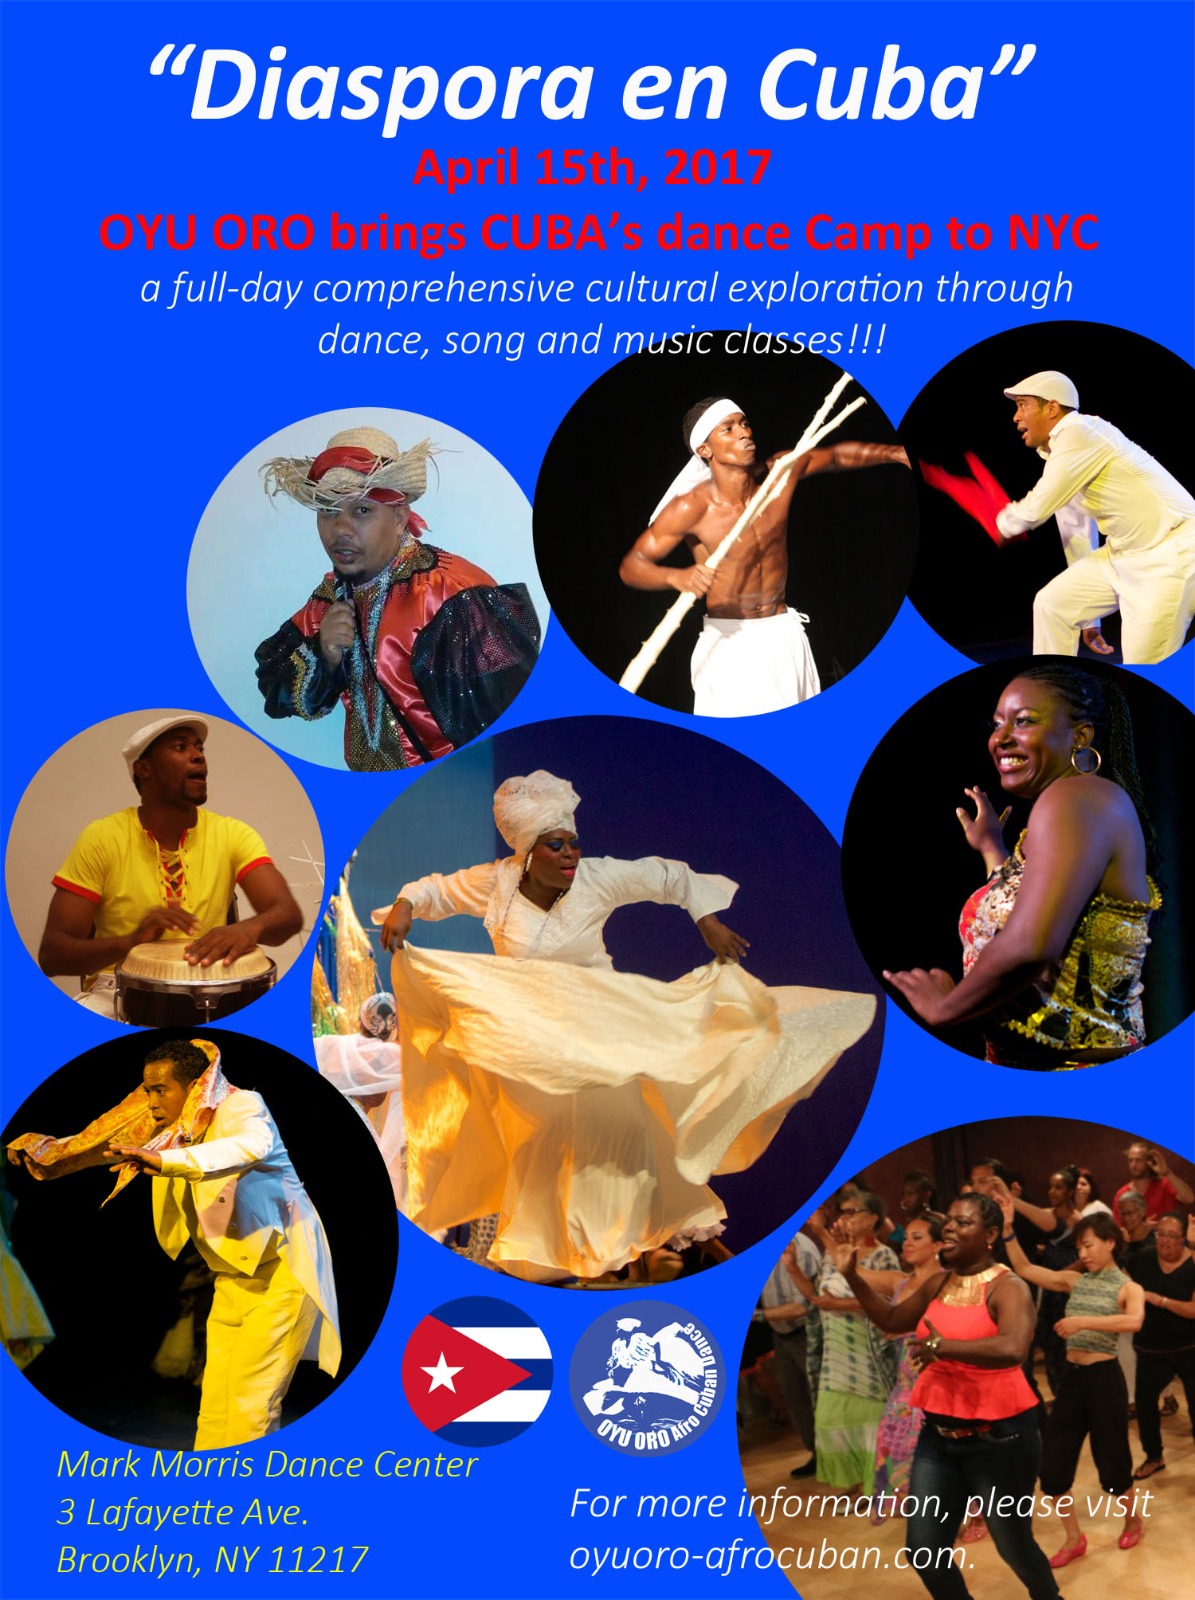 “Diaspora en Cuba”
April 15th, 2017
OYU ORO brings CUBA’s dance Camp to NYC
a full-day comprehensive cultural exploration through
dance, song and music classes!!!
OYU ORO Afro Cuban Dance
Mark Morris Dance Center
3 Lafayette Ave.
Brooklyn, NY 11217
For more information, please visit
oyuoro-afrocuban.com.